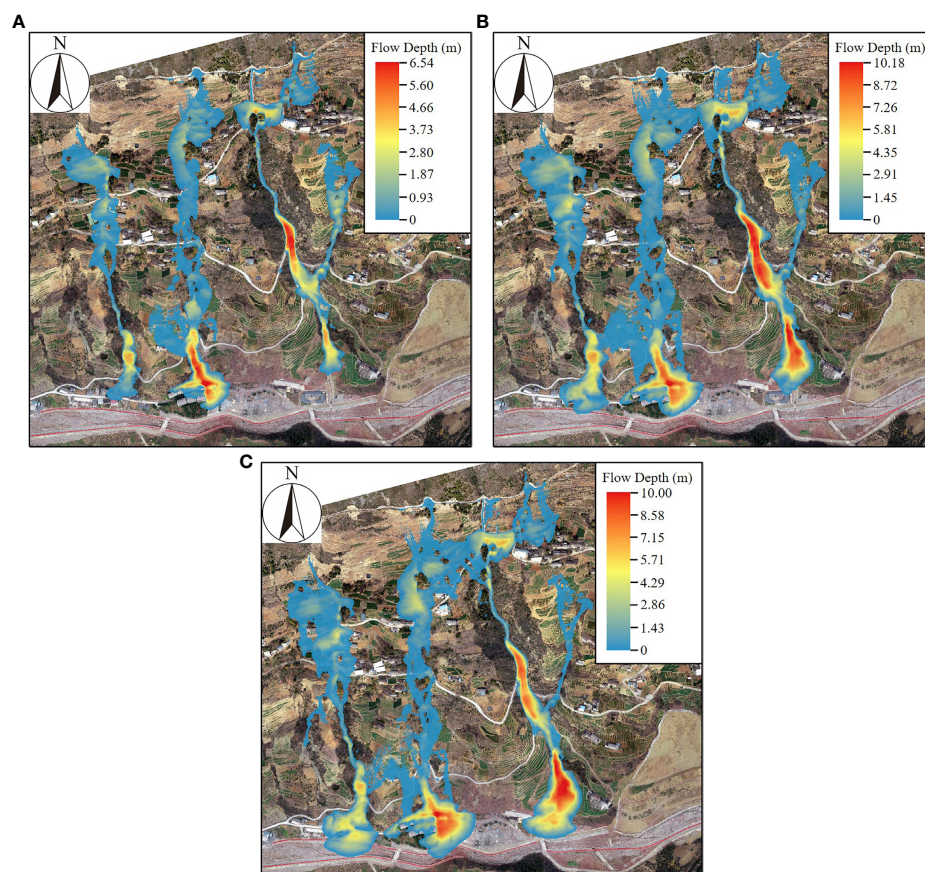 A
N
Flow Depth (m)
6.54
5.60
4.66
3.73
2.80
1.87
0.93
0
B
N
Flow Depth (m)
10.18
8.72
7.26
5.81
4.35
2.91
1.45
0
C
N
Flow Depth (m)
10.00
8.58
7.15
5.71
4.29
2.86
1.43
0